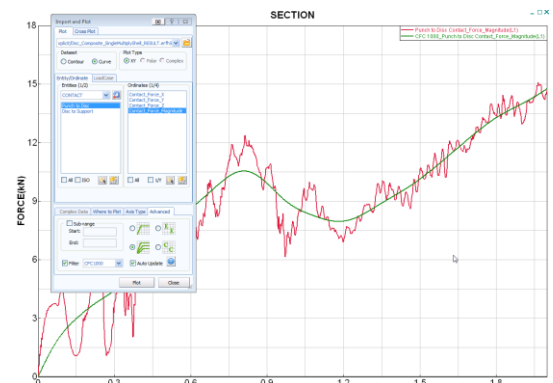 SECTION
Import and Plot
Plot Cross Plot
Dataset
Contour Curve
Plot Type
XY Polar Complex
Entity/Ordinate LoadCase
Entities (1/2)
CONTACT
Punch to Disc
Disc to Support
All ISO
Ordinates (1/4)
Contact_Force_X
Contact_Force_Y
Contact_Force_Z
Contact_Force_Magnitude
All I/P
Complex Data Where to Plot Axis Type Advanced
Sub-range
Start:
End:
Filter CFC1000 Auto Update
Plot Close
Punch to Disc Contact_Force_Magnitude(L1)
CFC 1000_Punch to Disc Contact_Force_Magnitude(L1)
FORCE(kN)
18
15
12
9
6
3
0
0.3
0.6
0.9
1.2
1.5
1.8